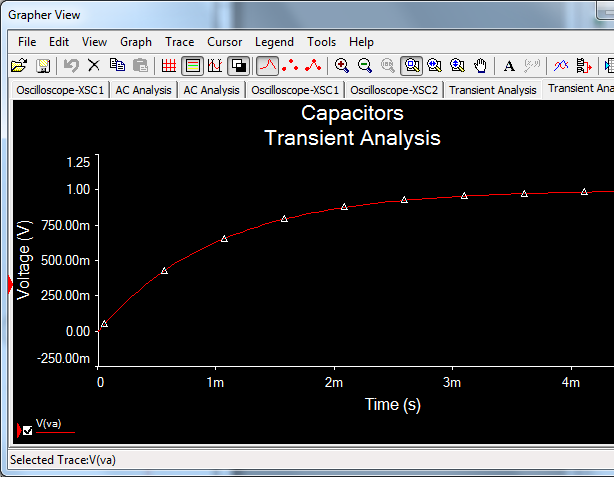 Grapher View
File Edit View Graph Trace Cursor Legend Tools Help
Oscilloscope-XSC1 AC Analysis AC Analysis Oscilloscope-XSC1 Oscilloscope-XSC2 Transient Analysis Transient Ana
Capacitors
Transient Analysis
Voltage (V)
1.25
1.00
750.00m
500.00m
250.00m
0.00
-250.00m
0 1m 2m 3m 4m
Time (s)
V(va)
Selected Trace:V(va)